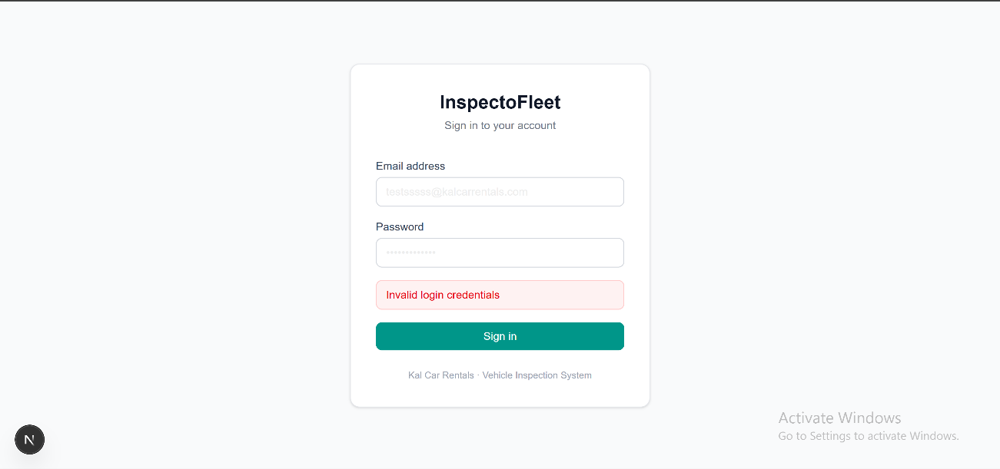 InspectoFleet
Sign in to your account
Email address
testsssss@kalcarrentals.com
Password
•••••••••••••
Invalid login credentials
Sign in
Kal Car Rentals · Vehicle Inspection System
Activate Windows
Go to Settings to activate Windows.
N